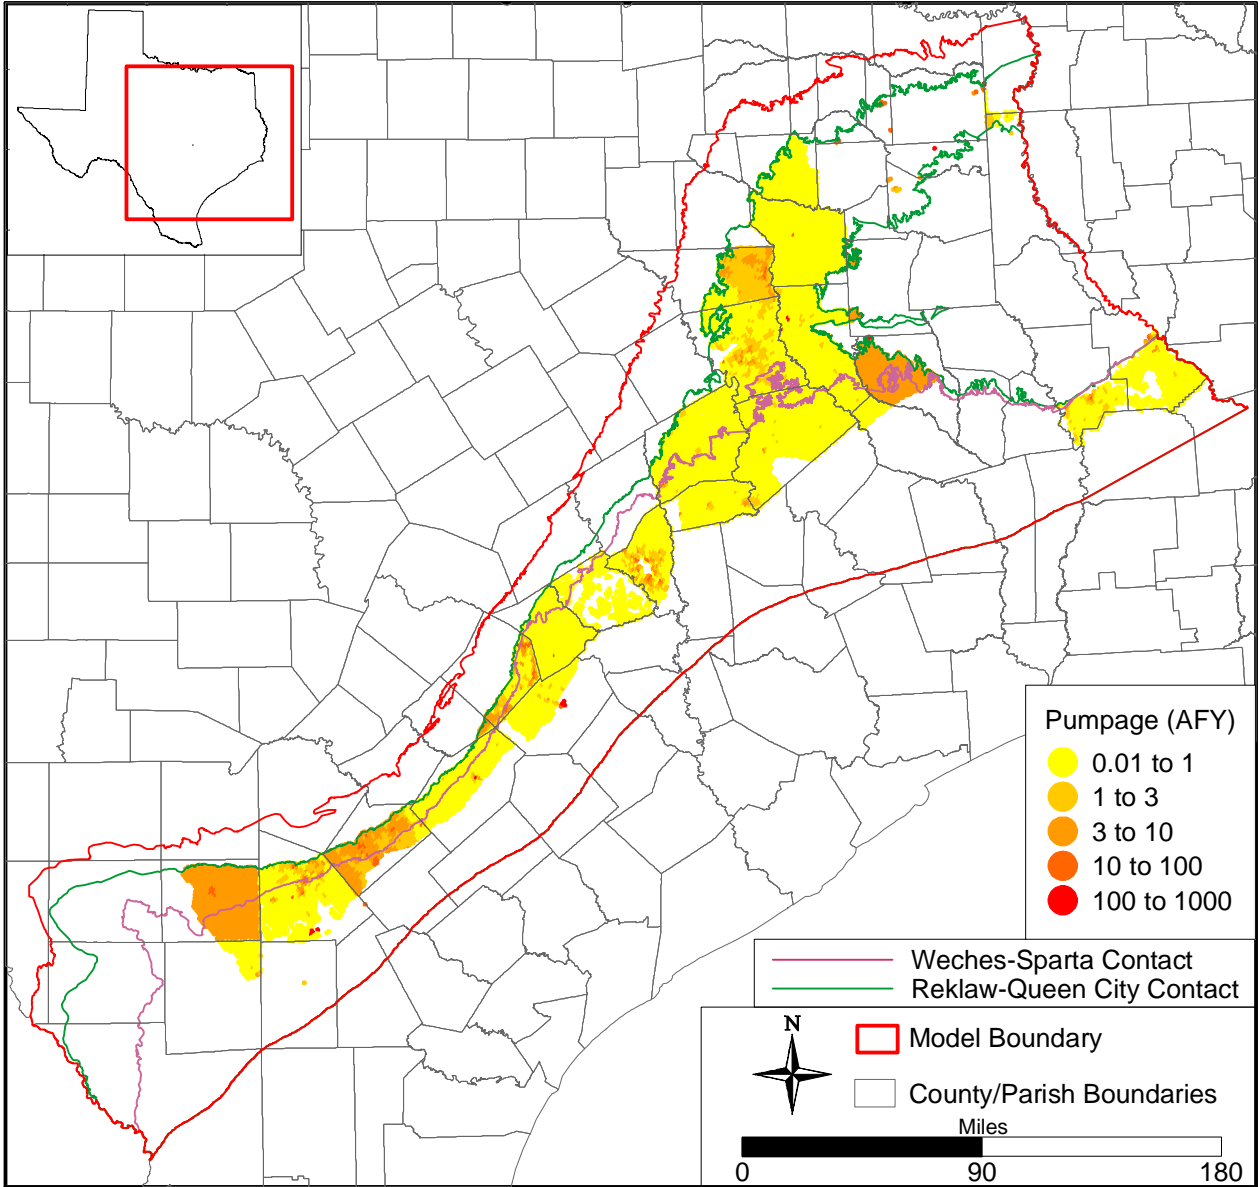 Pumpage (AFY)
0.01 to 1
1 to 3
3 to 10
10 to 100
100 to 1000
Weches-Sparta Contact
Reklaw-Queen City Contact
N
Model Boundary
County/Parish Boundaries
Miles
0 90 180